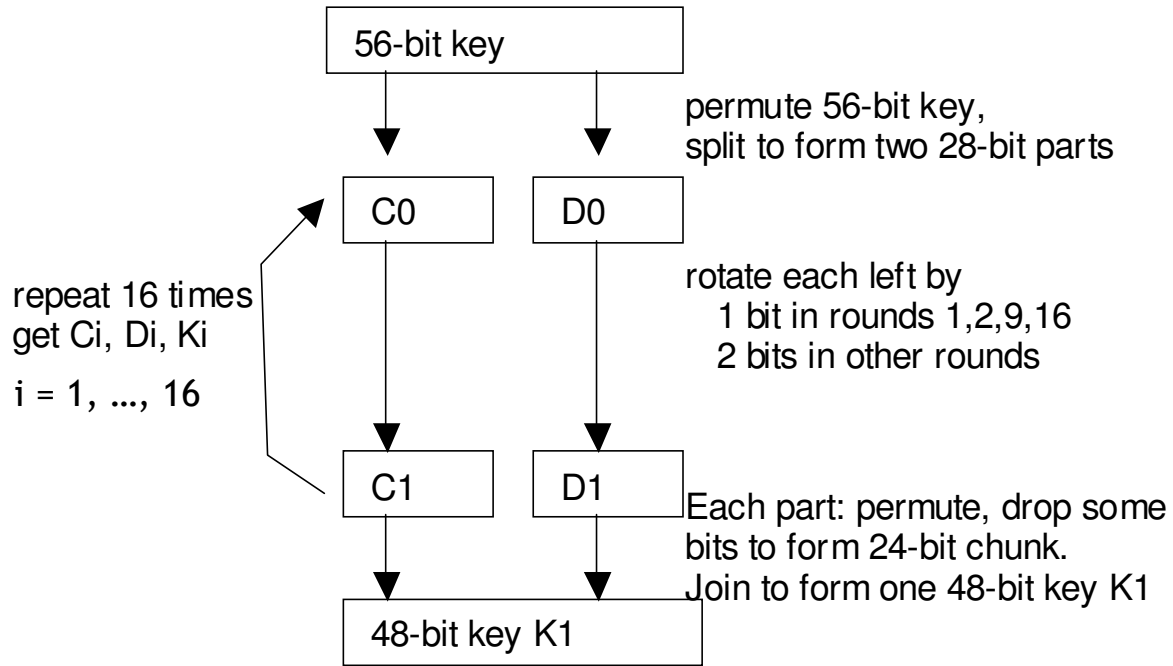 56-bit key
permute 56-bit key,
split to form two 28-bit parts
C0
D0
repeat 16 times
get Ci, Di, Ki
i = 1, ..., 16
rotate each left by
1 bit in rounds 1,2,9,16
2 bits in other rounds
C1
D1
Each part: permute, drop some
bits to form 24-bit chunk.
Join to form one 48-bit key K1
48-bit key K1